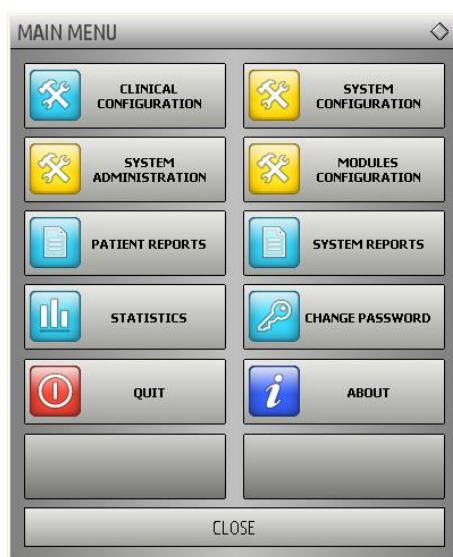 MAIN MENU
CLINICAL
CONFIGURATION
SYSTEM
CONFIGURATION
SYSTEM
ADMINISTRATION
MODULES
CONFIGURATION
PATIENT REPORTS
SYSTEM REPORTS
STATISTICS
CHANGE PASSWORD
QUIT
ABOUT
CLOSE